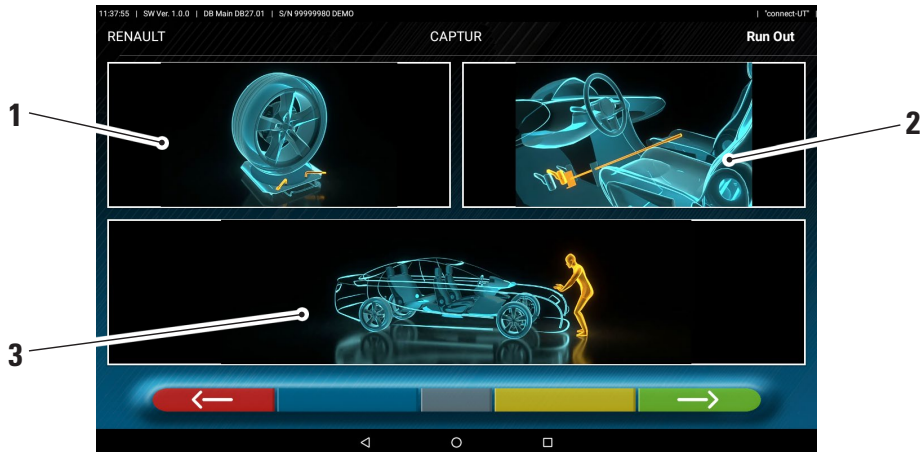 11:37:55 | SW Ver. 1.0.0 | DB Main DB27.01 | S/N 99999980 DEMO | "connect-UT" |
RENAULT CAPTUR Run Out
1
2
3